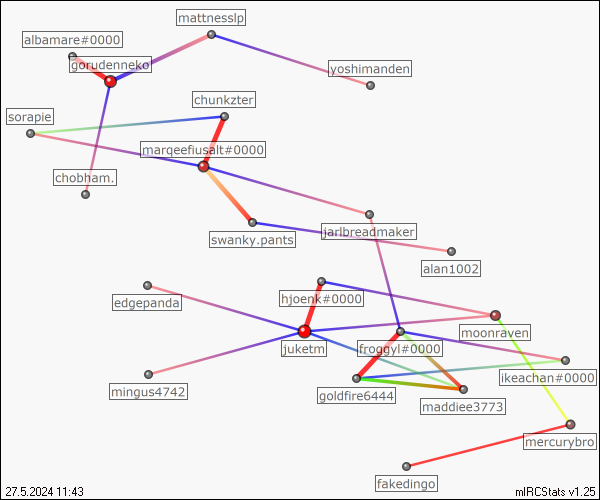 mattnesslp
albamare#0000
gorudenneko
yoshimanden
chunkzter
sorapie
marqeefiusalt#0000
chobham.
jarlbreadmaker
swanky.pants
alan1002
edgepanda
hjoenk#0000
moonraven
juketm
froggyl#0000
ikeachan#0000
mingus4742
goldfire6444
maddiee3773
mercurybro
fakedingo
27.5.2024 11:43
mIRCStats v1.25